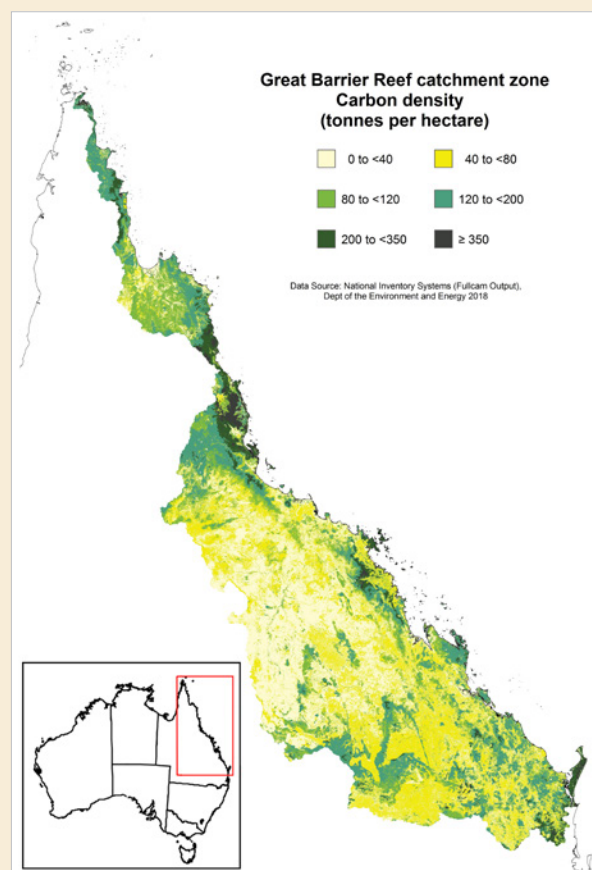 Great Barrier Reef catchment zone
Carbon density
(tonnes per hectare)
0 to <40
40 to <80
80 to <120
120 to <200
200 to <350
≥ 350
Data Source: National Inventory Systems (Fullcam Output),
Dept of the Environment and Energy 2018